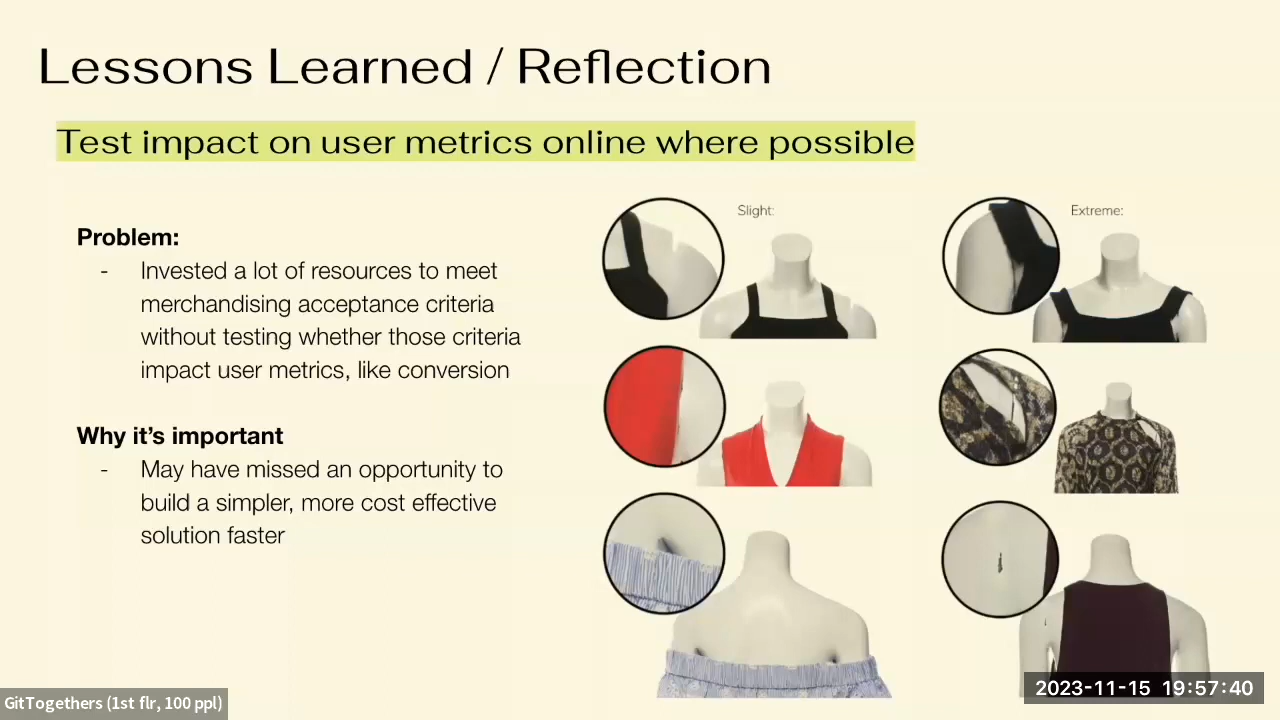 Lessons Learned / Reflection
Test impact on user metrics online where possible
Problem:
- Invested a lot of resources to meet
merchandising acceptance criteria
without testing whether those criteria
impact user metrics, like conversion
Why it's important
- May have missed an opportunity to
build a simpler, more cost effective
solution faster
Slight:
Extreme:
GitTogethers (1st flr, 100 ppl)
2023-11-15 19:57:40